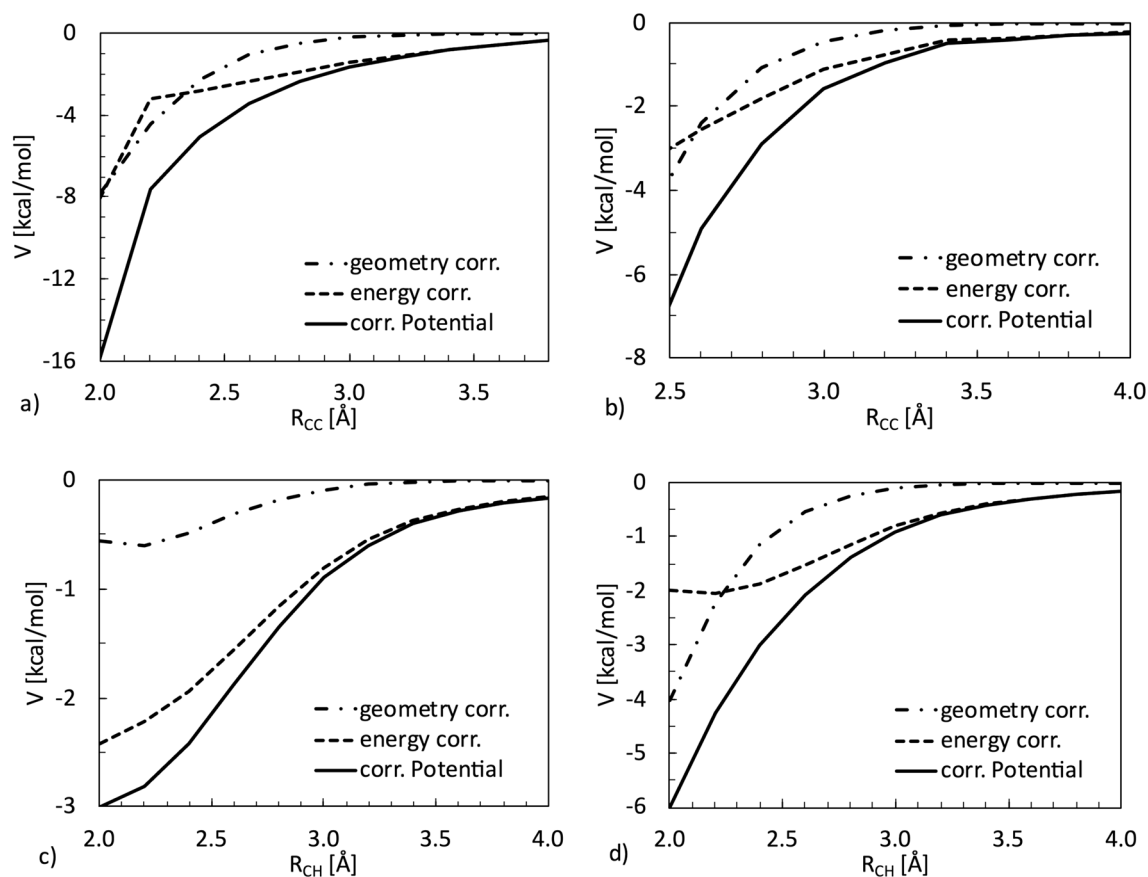 0
-4
-8
-12
-16
V [kcal/mol]
geometry corr.
energy corr.
corr. Potential
2.0 2.5 3.0 3.5
a)
R_CC [Å]
0
-2
-4
-6
-8
V [kcal/mol]
geometry corr.
energy corr.
corr. Potential
2.5 3.0 3.5 4.0
b)
R_CC [Å]
0
-1
-2
-3
V [kcal/mol]
geometry corr.
energy corr.
corr. Potential
2.0 2.5 3.0 3.5 4.0
c)
R_CH [Å]
0
-1
-2
-3
-4
-5
-6
V [kcal/mol]
geometry corr.
energy corr.
corr. Potential
2.0 2.5 3.0 3.5 4.0
d)
R_CH [Å]